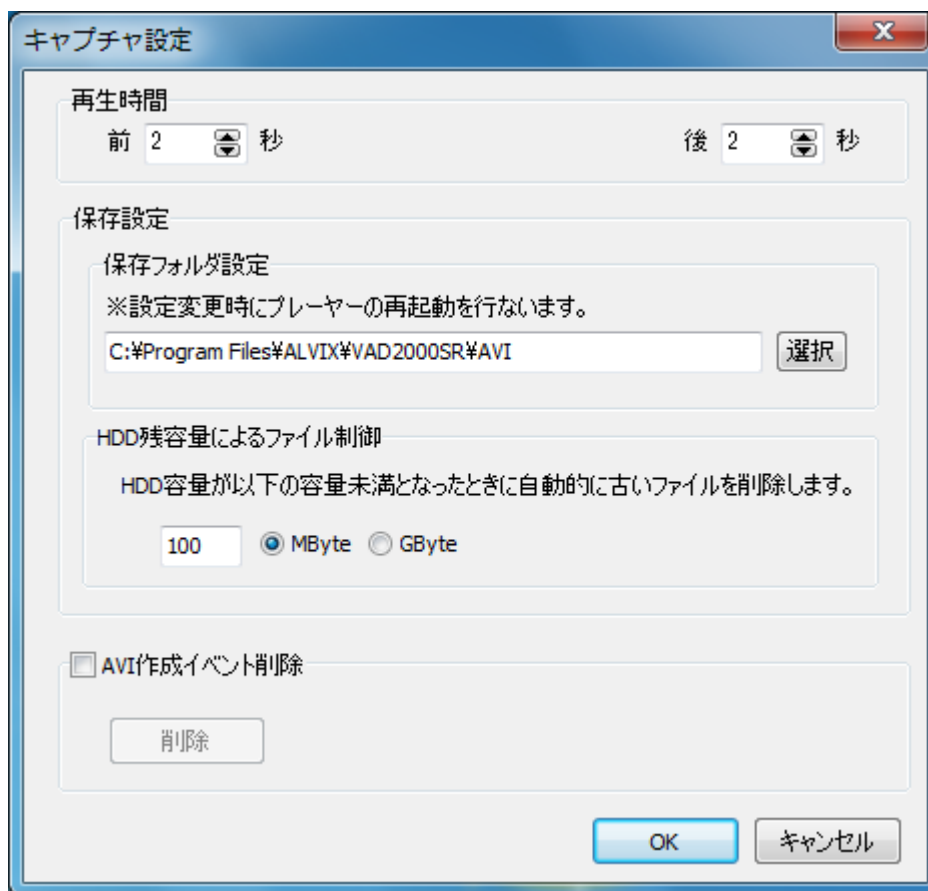 キャプチャ設定
再生時間
前 2 秒 後 2 秒
保存設定
保存フォルダ設定
※設定変更時にプレーヤーの再起動を行ないます。
C:¥Program Files¥ALVIX¥VAD2000SR¥AVI 選択
HDD残容量によるファイル制御
HDD容量が以下の容量未満となったときに自動的に古いファイルを削除します。
100 MByte GByte
AVI作成イベント削除
削除
OK キャンセル